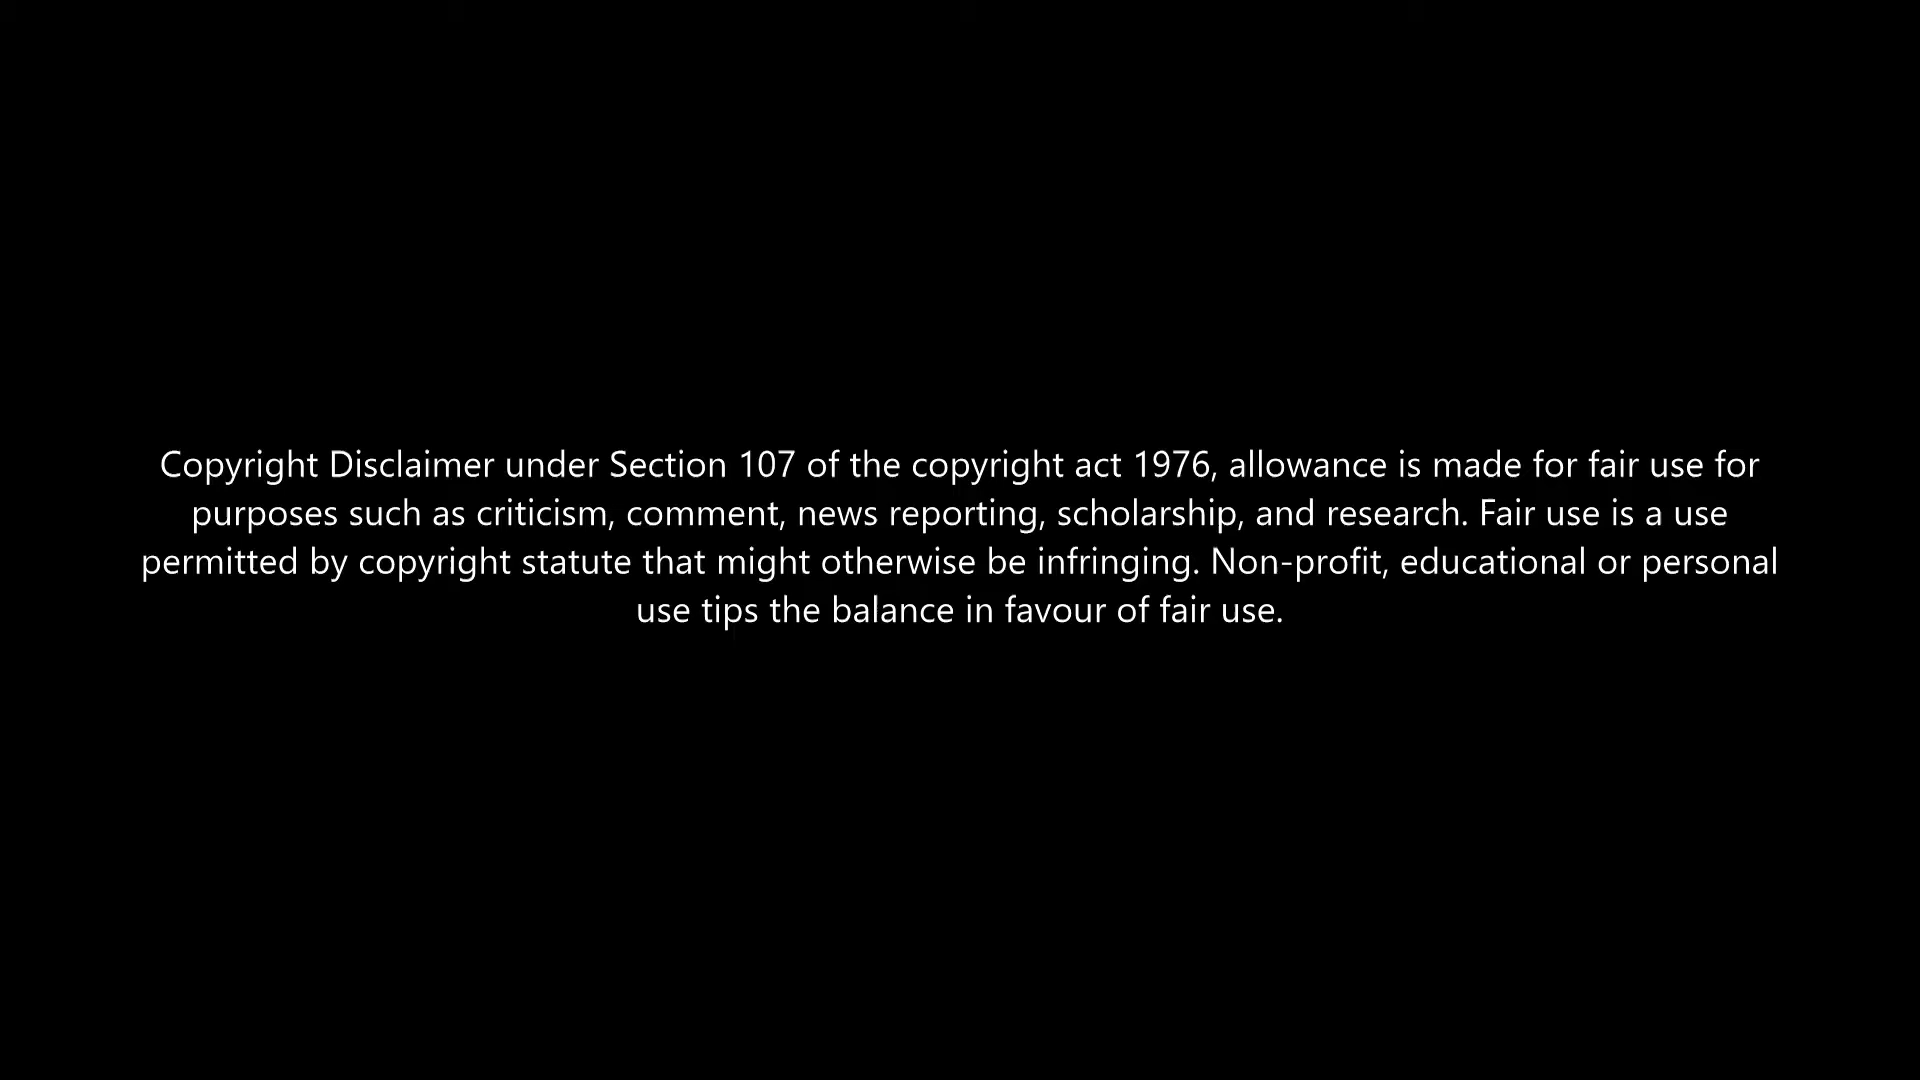 Copyright Disclaimer under Section 107 of the copyright act 1976, allowance is made for fair use for
purposes such as criticism, comment, news reporting, scholarship, and research. Fair use is a use
permitted by copyright statute that might otherwise be infringing. Non-profit, educational or personal
use tips the balance in favour of fair use.